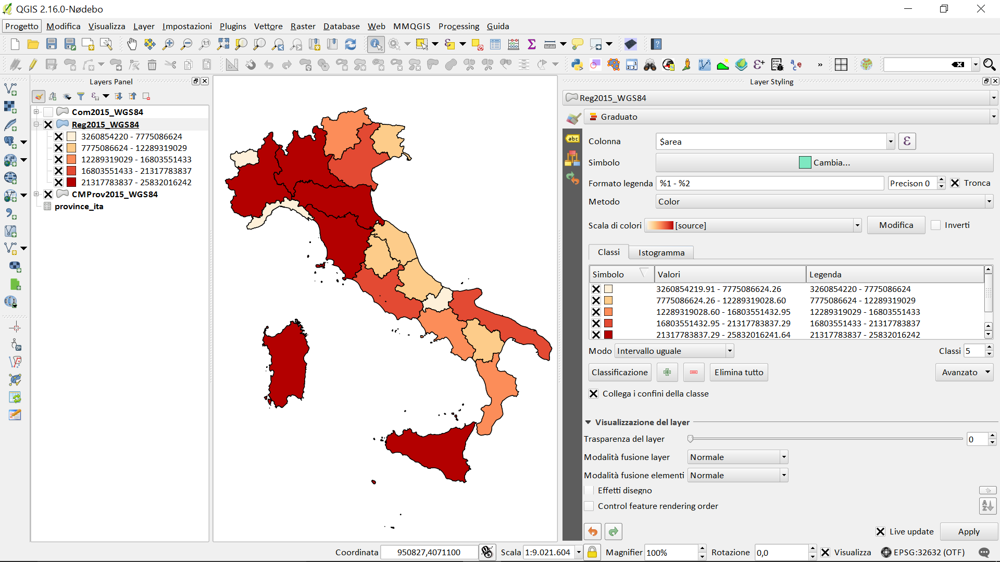 QGIS 2.16.0-Nødebo
Progetto Modifica Visualizza Layer Impostazioni Plugins Vettore Raster Database Web MMQGIS Processing Guida
Layers Panel
Com2015_WGS84
Reg2015_WGS84
3260854220 - 7775086624
7775086624 - 12289319029
12289319029 - 16803551433
16803551433 - 21317783837
21317783837 - 25832016242
CMProv2015_WGS84
province_ita
Layer Styling
Reg2015_WGS84
Graduato
abc
Colonna $area ε
Simbolo Cambia...
Formato legenda %1 - %2 Precison 0 Tronca
Metodo Color
Scala di colori [source] Modifica Inverti
Classi Istogramma
Simbolo Valori Legenda
3260854219.91 - 7775086624.26 3260854220 - 7775086624
7775086624.26 - 12289319028.60 7775086624 - 12289319029
12289319028.60 - 16803551432.95 12289319029 - 16803551433
16803551432.95 - 21317783837.29 16803551433 - 21317783837
21317783837.29 - 25832016241.64 21317783837 - 25832016242
Modo Intervallo uguale Classi 5
Classificazione Elimina tutto Avanzato
Collega i confini della classe
Visualizzazione del layer
Trasparenza del layer 0
Modalità fusione layer Normale
Modalità fusione elementi Normale
Effetti disegno
Control feature rendering order
Live update Apply
Coordinata 950827,4071100 Scala 1:9.021.604 Magnifier 100% Rotazione 0,0 Visualizza EPSG:32632 (OTF)